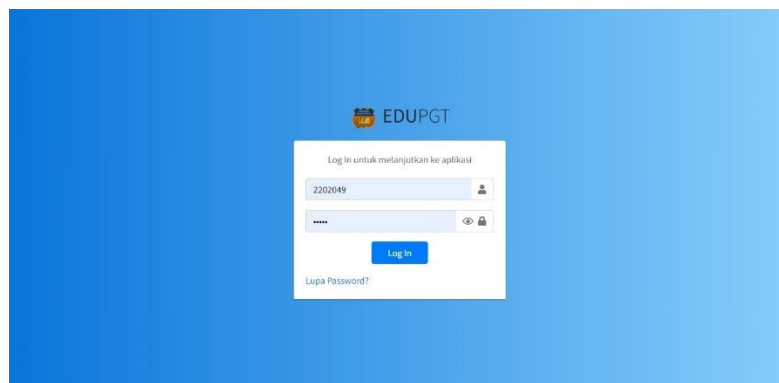 EDUPGT
Log In untuk melanjutkan ke aplikasi
2202049
•••••
Log In
Lupa Password?